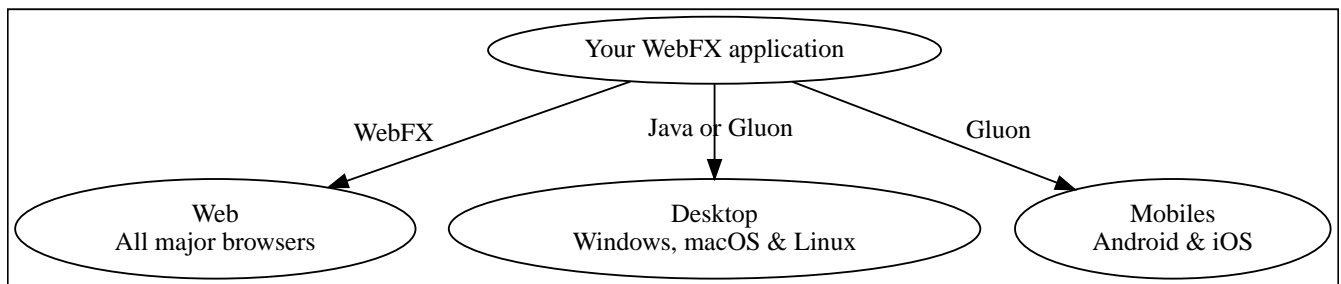 Your WebFX application
WebFX
Java or Gluon
Gluon
Web
All major browsers
Desktop
Windows, macOS & Linux
Mobiles
Android & iOS